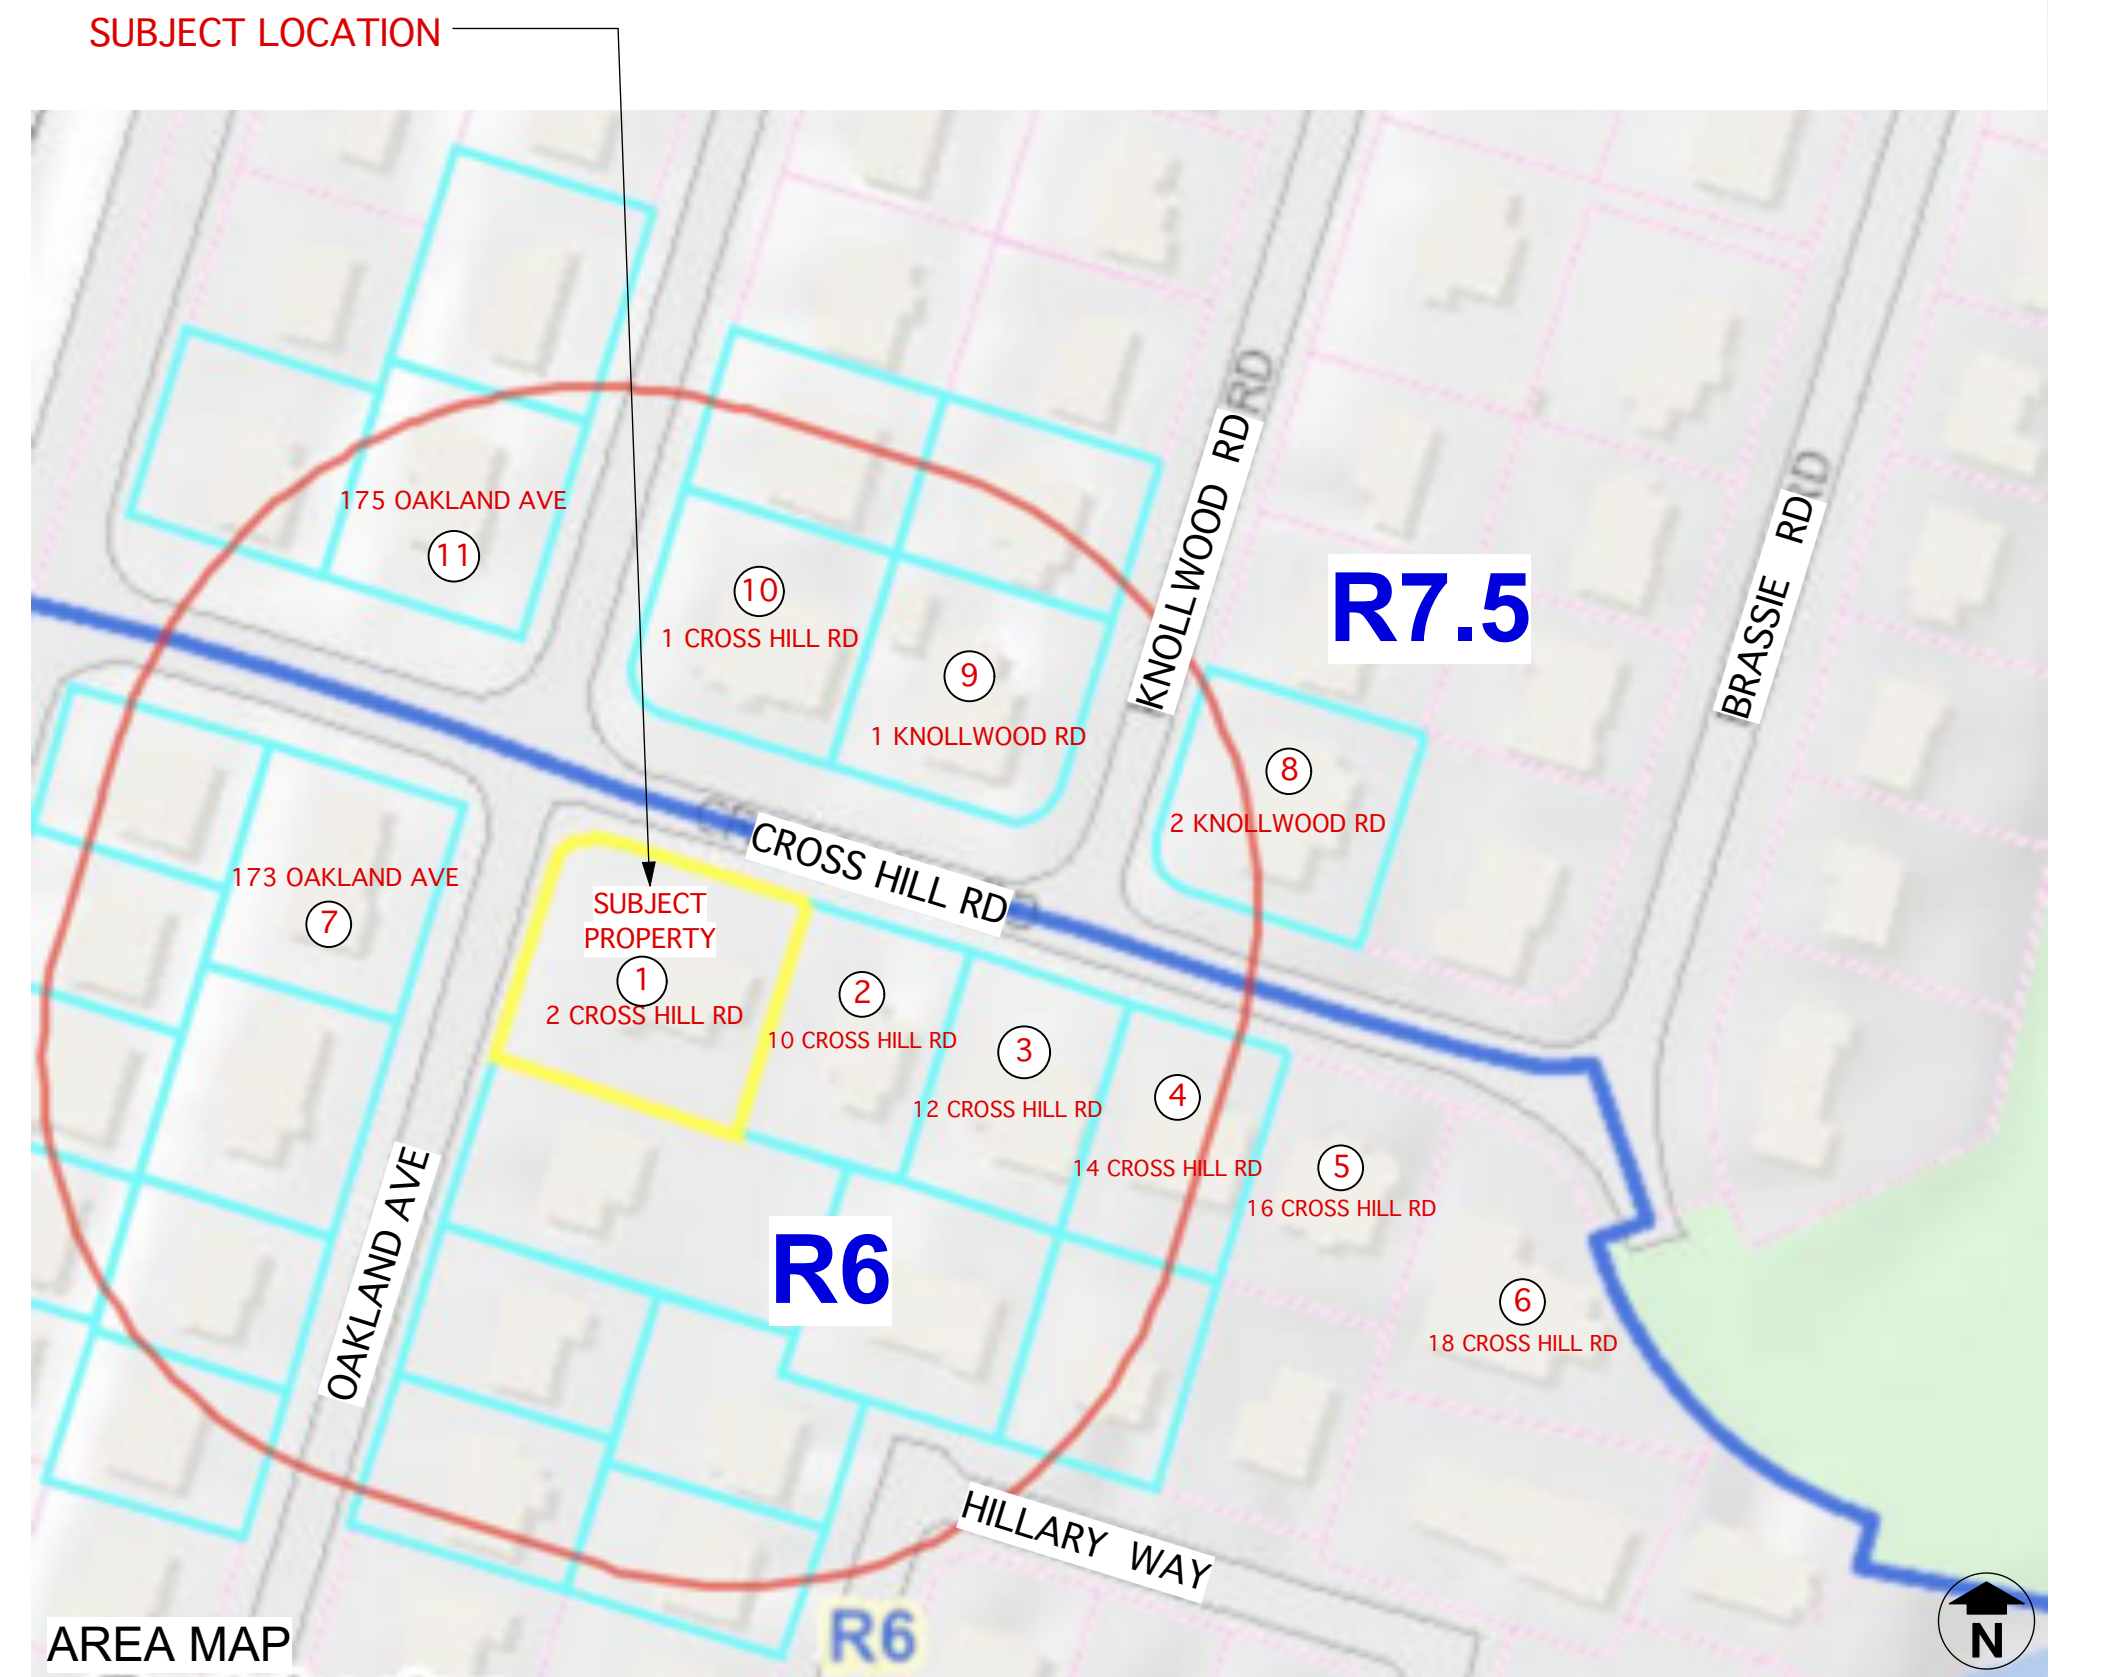 SUBJECT LOCATION
KNOLLWOOD RD
RD
BRASSIE RD
RD
175 OAKLAND AVE
11
10
1 CROSS HILL RD
R7.5
9
1 KNOLLWOOD RD
8
2 KNOLLWOOD RD
CROSS HILL RD
173 OAKLAND AVE
7
SUBJECT
PROPERTY
1
2 CROSS HILL RD
2
10 CROSS HILL RD
3
12 CROSS HILL RD
4
14 CROSS HILL RD
5
16 CROSS HILL RD
OAKLAND AVE
R6
6
18 CROSS HILL RD
HILLARY WAY
R6
AREA MAP
N